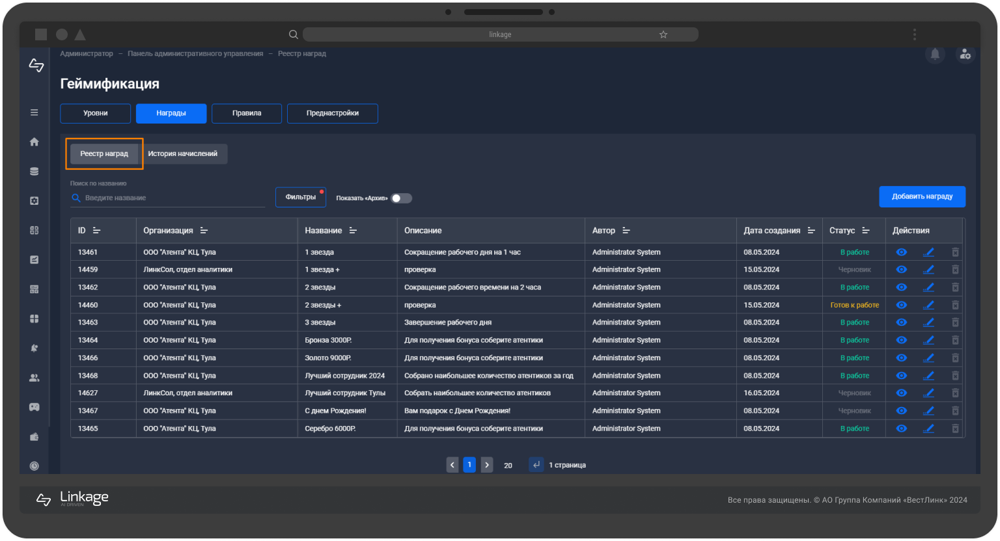 linkage
Администратор – Панель административного управления – Реестр наград
Геймификация
Уровни Награды Правила Преднастройки
Реестр наград История начислений
Поиск по названию
Введите название Фильтры Показать «Архив» Добавить награду
ID Организация Название Описание Автор Дата создания Статус Действия
13461 ООО "Атента" КЦ, Тула 1 звезда Сокращение рабочего дня на 1 час Administrator System 08.05.2024 В работе
14459 ЛинкСол, отдел аналитики 1 звезда + проверка Administrator System 15.05.2024 Черновик
13462 ООО "Атента" КЦ, Тула 2 звезды Сокращение рабочего времени на 2 часа Administrator System 08.05.2024 В работе
14460 ООО "Атента" КЦ, Тула 2 звезды + проверка Administrator System 15.05.2024 Готов к работе
13463 ООО "Атента" КЦ, Тула 3 звезды Завершение рабочего дня Administrator System 08.05.2024 В работе
13464 ООО "Атента" КЦ, Тула Бронза 3000Р. Для получения бонуса соберите атентики Administrator System 08.05.2024 В работе
13466 ООО "Атента" КЦ, Тула Золото 9000Р. Для получения бонуса соберите атентики Administrator System 08.05.2024 В работе
13468 ООО "Атента" КЦ, Тула Лучший сотрудник 2024 Собрано наибольшее количество атентиков за год Administrator System 08.05.2024 В работе
14627 ЛинкСол, отдел аналитики Лучший сотрудник Тулы Собрать наибольшее количество атентиков Administrator System 16.05.2024 Черновик
13467 ООО "Атента" КЦ, Тула С днем Рождения! Вам подарок с Днем Рождения! Administrator System 08.05.2024 Черновик
13465 ООО "Атента" КЦ, Тула Серебро 6000Р. Для получения бонуса соберите атентики Administrator System 08.05.2024 В работе
1 20 1 страница
Linkage
AI DRIVEN
Все права защищены. © АО Группа Компаний «ВестЛинк» 2024